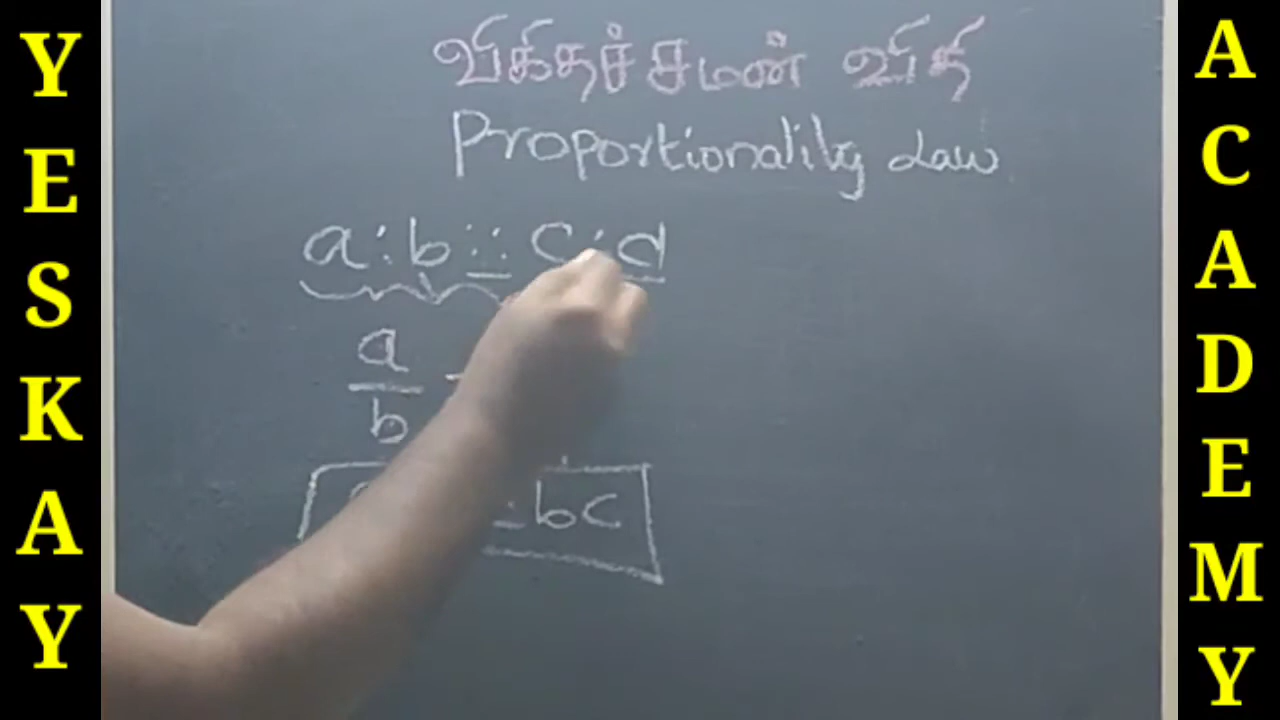 YESKAY
விகிதச்சமன் விதி
Proportionality Law
a : b :: c : d
a
b
= bc
ACADEMY